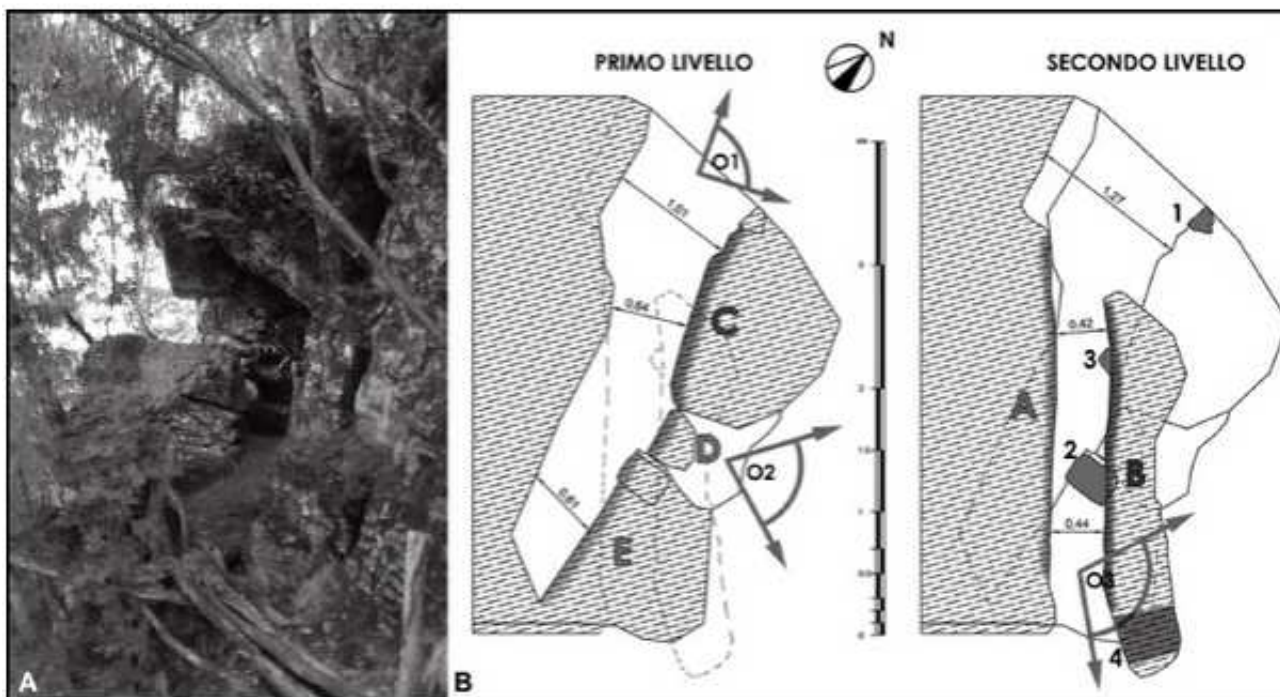 A
B
PRIMO LIVELLO
N
SECONDO LIVELLO
O1
1,01
0,64
C
D
O2
0,61
E
1,27
1
0,42
3
A
2
B
0,44
O3
4